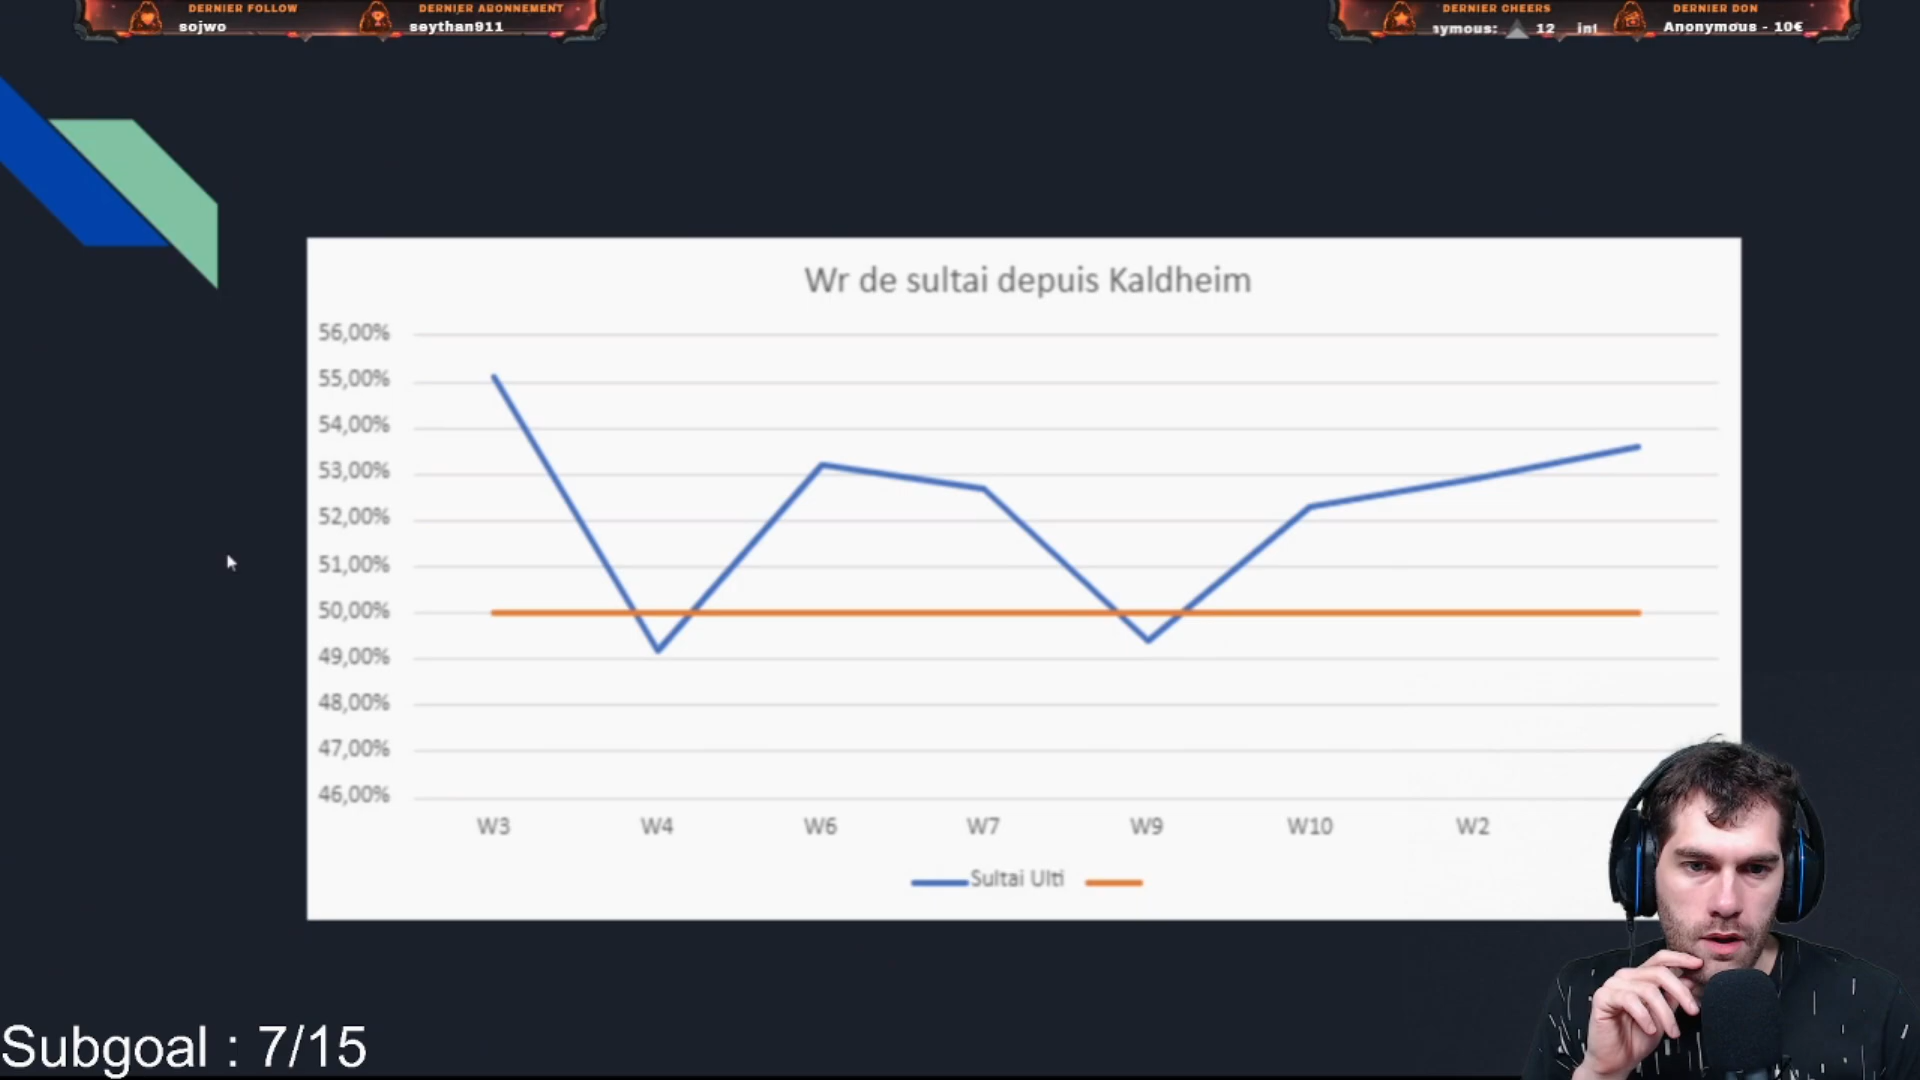 DERNIER FOLLOW
sojwo
DERNIER ABONNEMENT
seythan911
DERNIER CHEERS
ymous: 12
DERNIER DON
Anonymous - 10€
Wr de sultai depuis Kaldheim
56,00%
55,00%
54,00%
53,00%
52,00%
51,00%
50,00%
49,00%
48,00%
47,00%
46,00%
W3 W4 W6 W7 W9 W10 W2
Sultai Ulti
Subgoal : 7/15